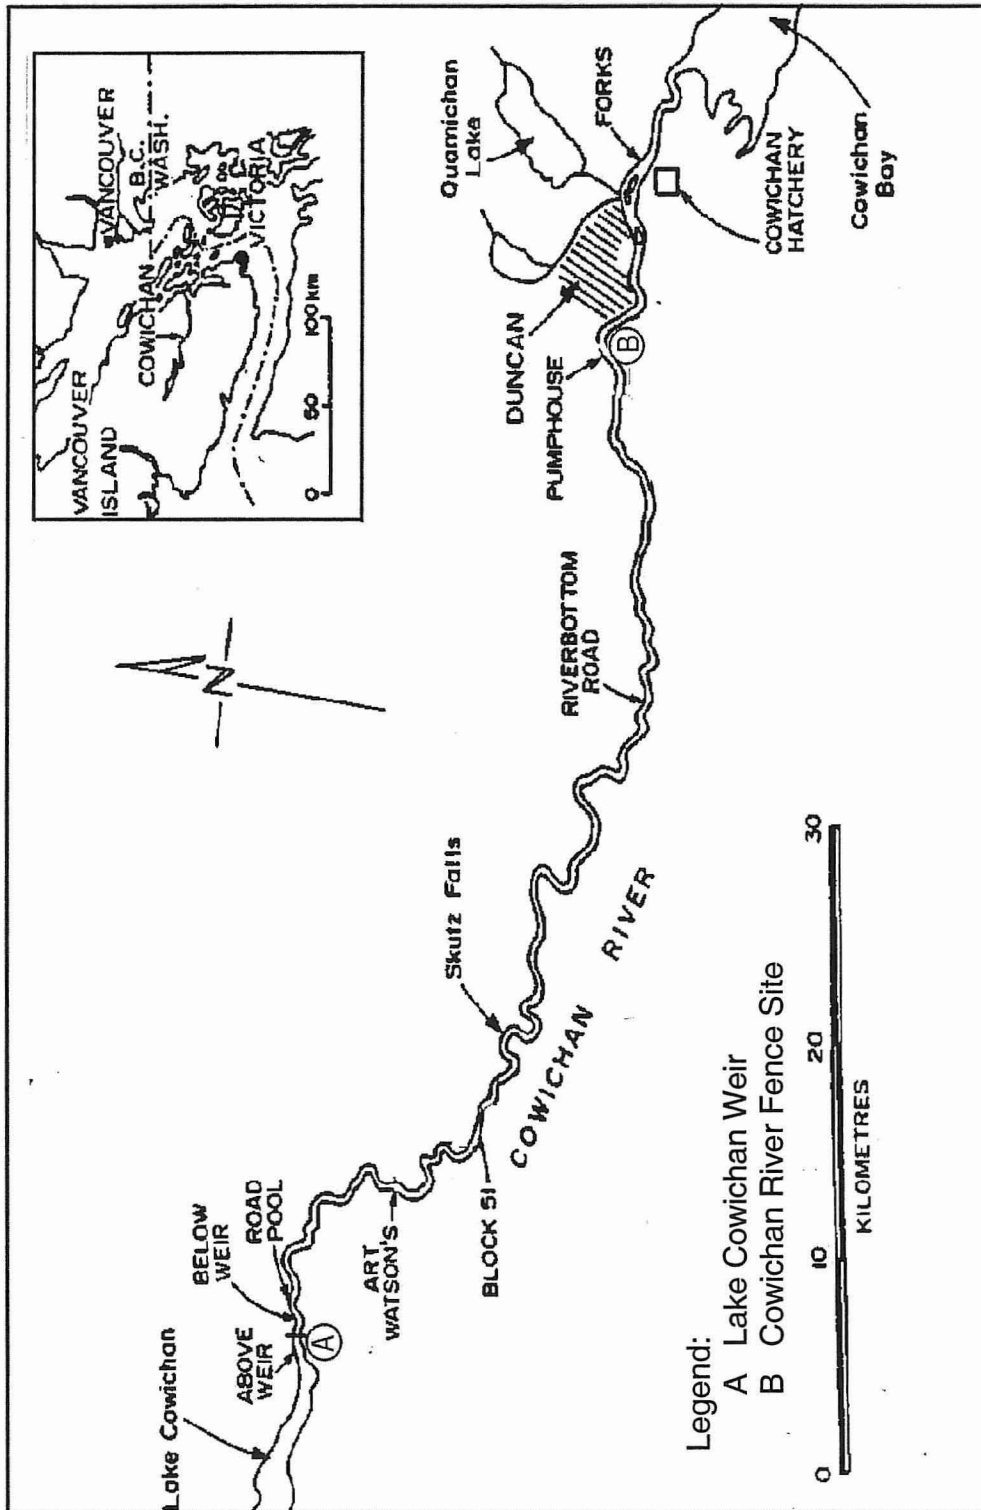 VANCOUVER
ISLAND
COWICHAN
VANCOUVER
B.C.
WASH.
VICTORIA
0 50 100km
N
Lake Cowichan
ABOVE
WEIR
BELOW
WEIR
ROAD
POOL
A
ART
WATSON'S
BLOCK 51
Skutz Falls
COWICHAN RIVER
RIVERBOTTOM
ROAD
PUMPHOUSE
B
DUNCAN
Quamichan
Lake
FORKS
COWICHAN
HATCHERY
Cowichan
Bay
Legend:
A Lake Cowichan Weir
B Cowichan River Fence Site
0 10 20 30
KILOMETRES